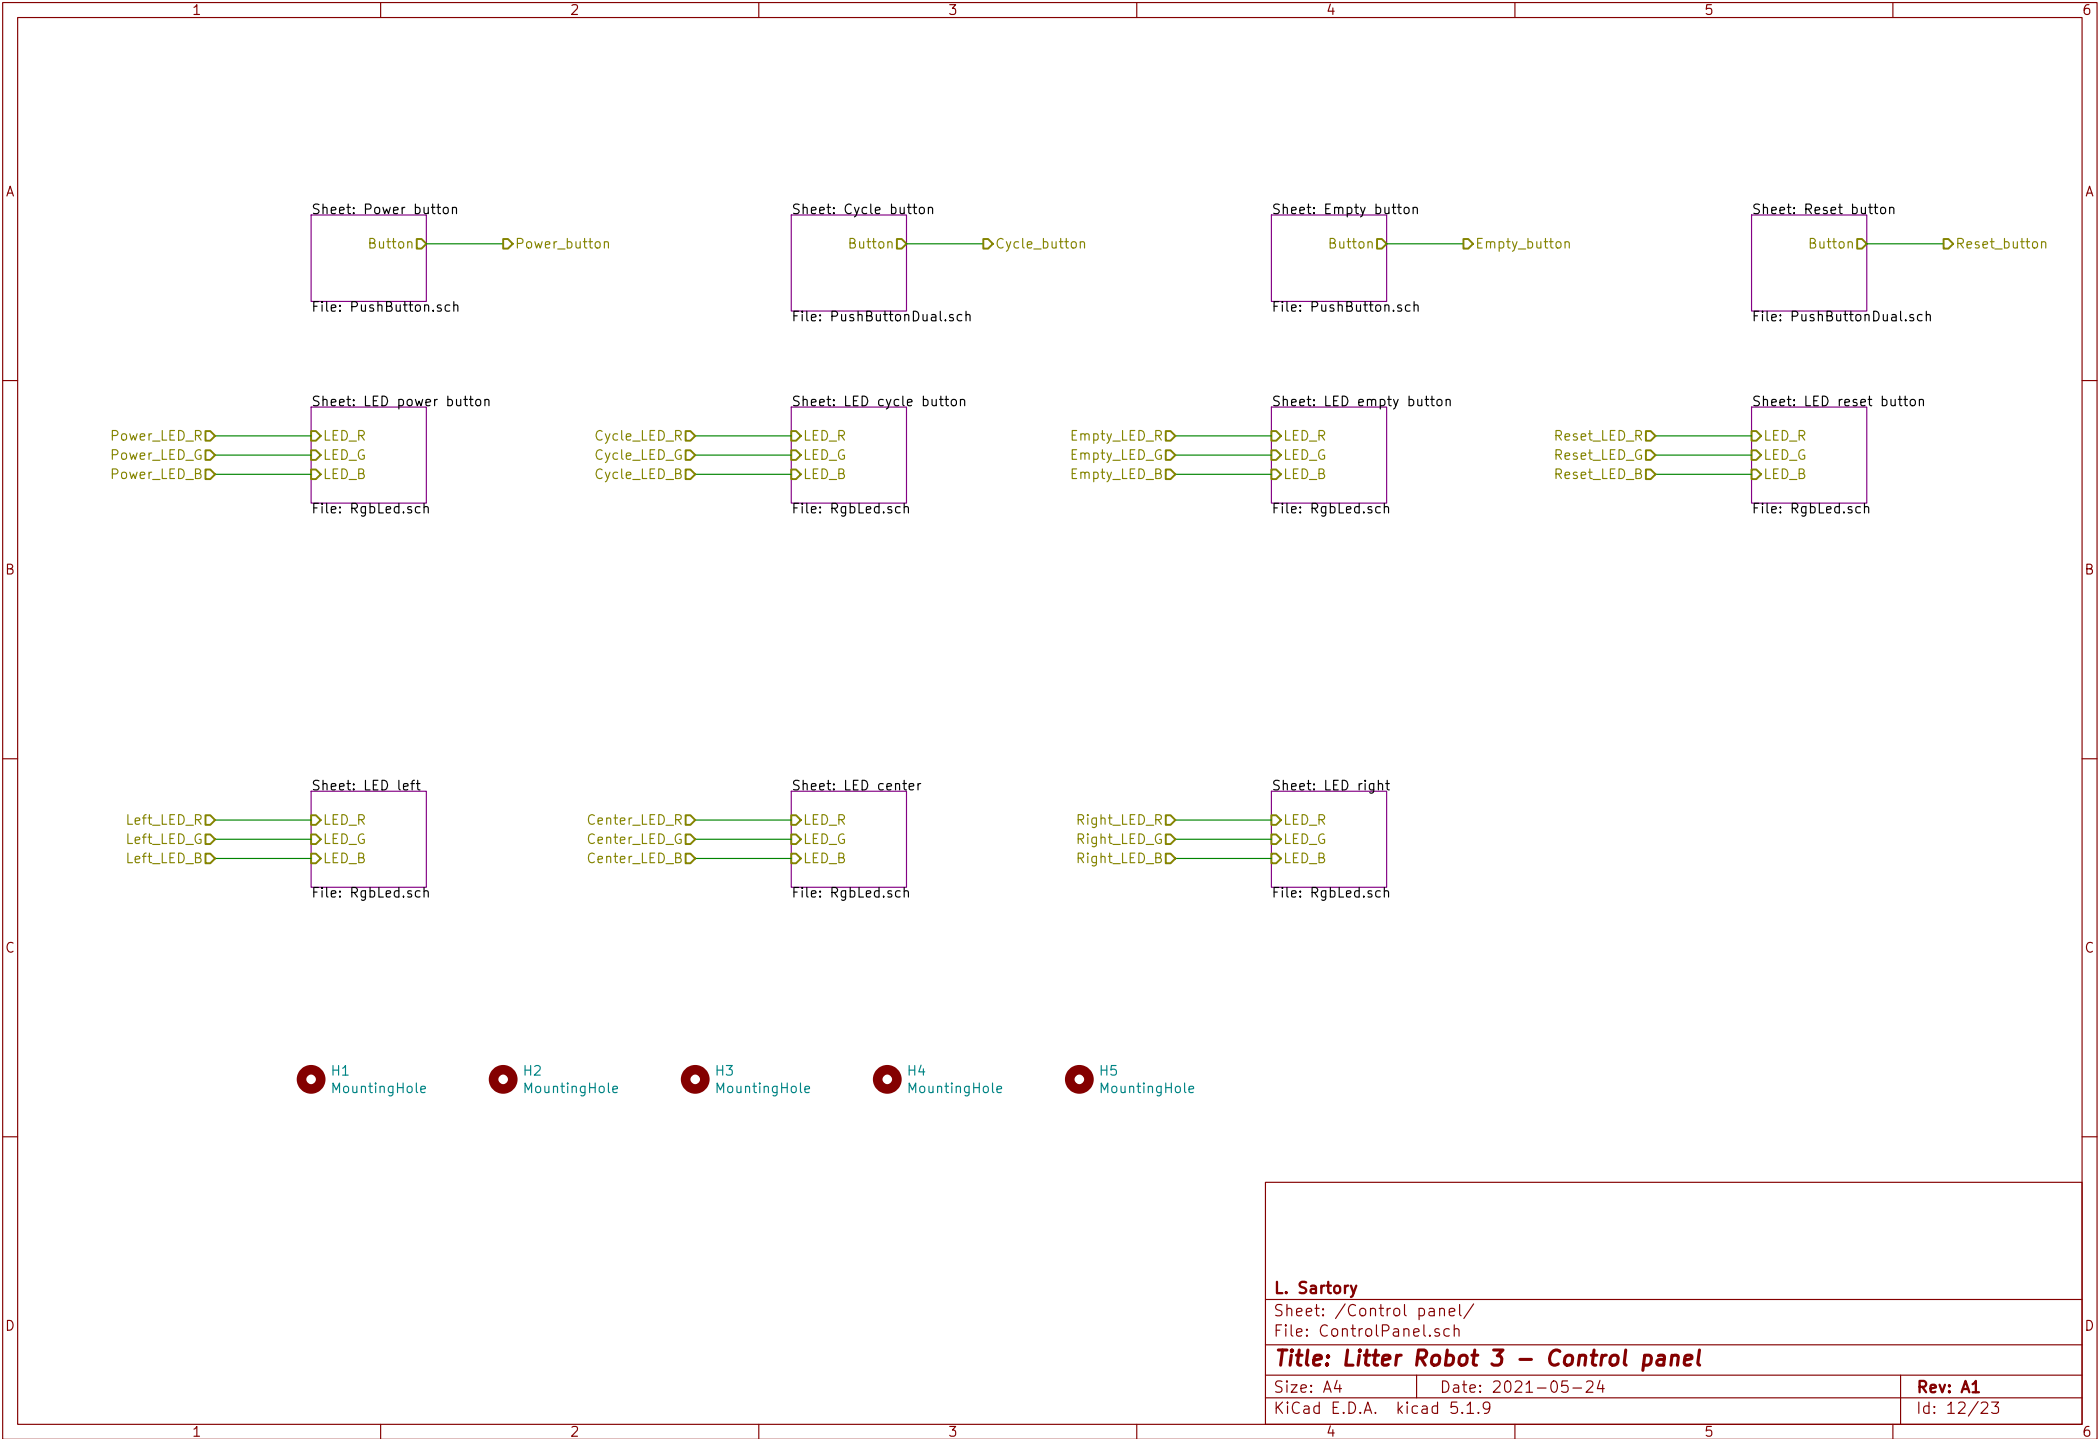 1 2 3 4 5 6
A A
Sheet: Power button Sheet: Cycle button Sheet: Empty button Sheet: Reset button
Button Power_button Button Cycle_button Button Empty_button Button Reset_button
File: PushButton.sch File: PushButtonDual.sch File: PushButton.sch File: PushButtonDual.sch
Sheet: LED power button Sheet: LED cycle button Sheet: LED empty button Sheet: LED reset button
Power_LED_R LED_R Cycle_LED_R LED_R Empty_LED_R LED_R Reset_LED_R LED_R
Power_LED_G LED_G Cycle_LED_G LED_G Empty_LED_G LED_G Reset_LED_G LED_G
Power_LED_B LED_B Cycle_LED_B LED_B Empty_LED_B LED_B Reset_LED_B LED_B
File: RgbLed.sch File: RgbLed.sch File: RgbLed.sch File: RgbLed.sch
B B
Sheet: LED left Sheet: LED center Sheet: LED right
Left_LED_R LED_R Center_LED_R LED_R Right_LED_R LED_R
Left_LED_G LED_G Center_LED_G LED_G Right_LED_G LED_G
Left_LED_B LED_B Center_LED_B LED_B Right_LED_B LED_B
File: RgbLed.sch File: RgbLed.sch File: RgbLed.sch
C C
H1 H2 H3 H4 H5
MountingHole MountingHole MountingHole MountingHole MountingHole
L. Sartory
Sheet: /Control panel/
D D
File: ControlPanel.sch
Title: Litter Robot 3 - Control panel
Size: A4 Date: 2021-05-24 Rev: A1
KiCad E.D.A. kicad 5.1.9 Id: 12/23
1 2 3 4 5 6